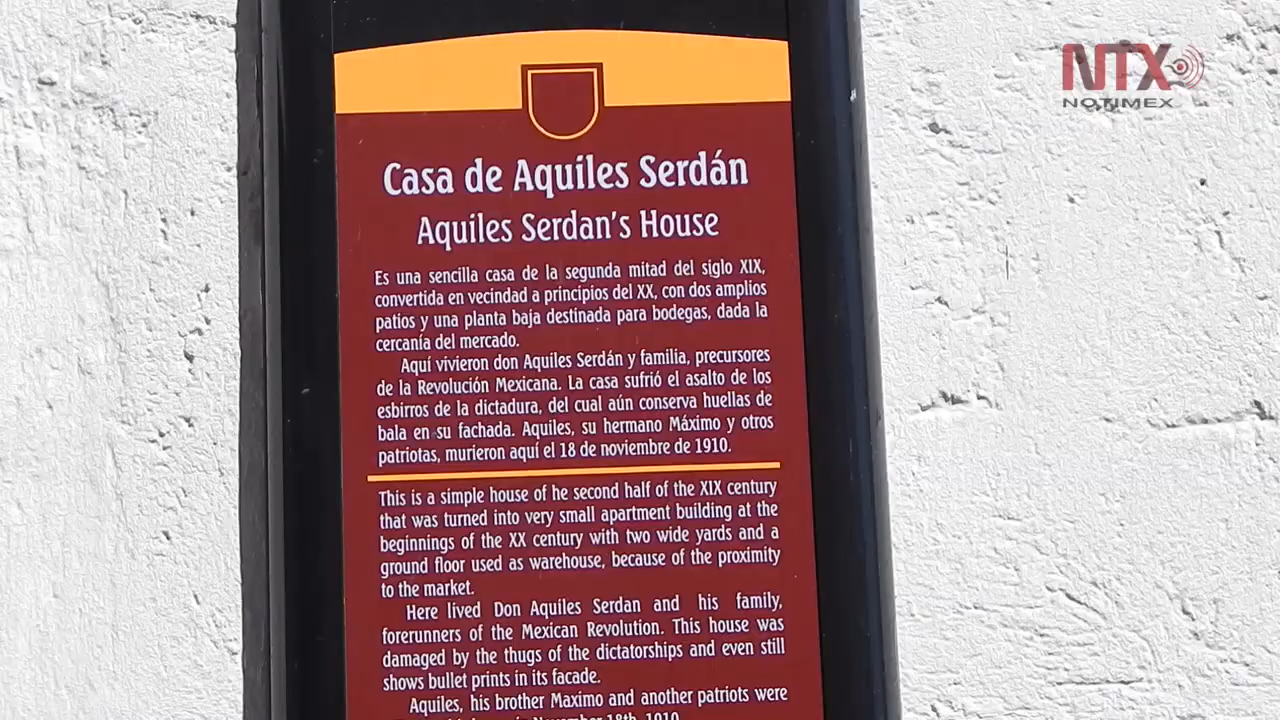 NTX
NOTIMEX
Casa de Aquiles Serdán
Aquiles Serdan's House
Es una sencilla casa de la segunda mitad del siglo XIX,
convertida en vecindad a principios del XX, con dos amplios
patios y una planta baja destinada para bodegas, dada la
cercanía del mercado.
Aquí vivieron don Aquiles Serdán y familia, precursores
de la Revolución Mexicana. La casa sufrió el asalto de los
esbirros de la dictadura, del cual aún conserva huellas de
bala en su fachada. Aquiles, su hermano Máximo y otros
patriotas, murieron aquí el 18 de noviembre de 1910.
This is a simple house of he second half of the XIX century
that was turned into very small apartment building at the
beginnings of the XX century with two wide yards and a
ground floor used as warehouse, because of the proximity
to the market.
Here lived Don Aquiles Serdan and his family,
forerunners of the Mexican Revolution. This house was
damaged by the thugs of the dictatorships and even still
shows bullet prints in its facade.
Aquiles, his brother Maximo and another patriots were
November 18th, 1910